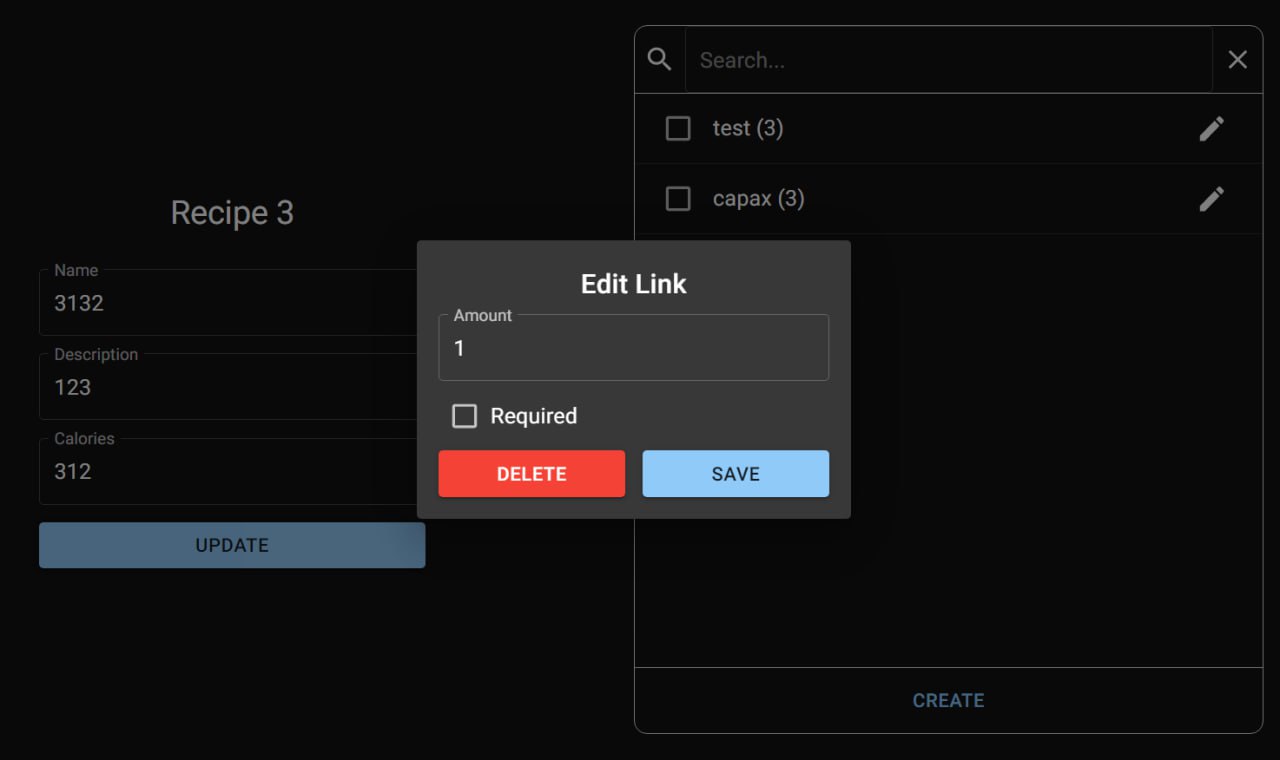 Recipe 3
Name
3132
Description
123
Calories
312
UPDATE
Search...
test (3)
capax (3)
CREATE
Edit Link
Amount
1
Required
DELETE
SAVE